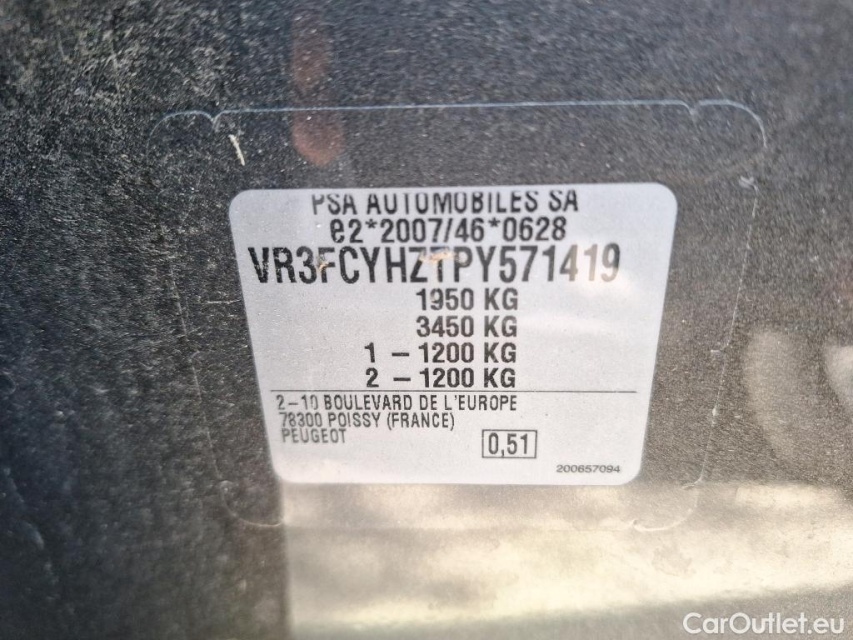 PSA AUTOMOBILES SA
e2*2007/46*0628
VR3FCYHZTPY571419
1950 KG
3450 KG
1 – 1200 KG
2 – 1200 KG
2–10 BOULEVARD DE L'EUROPE
78300 POISSY (FRANCE)
PEUGEOT
0,51
200657094
CarOutlet.eu